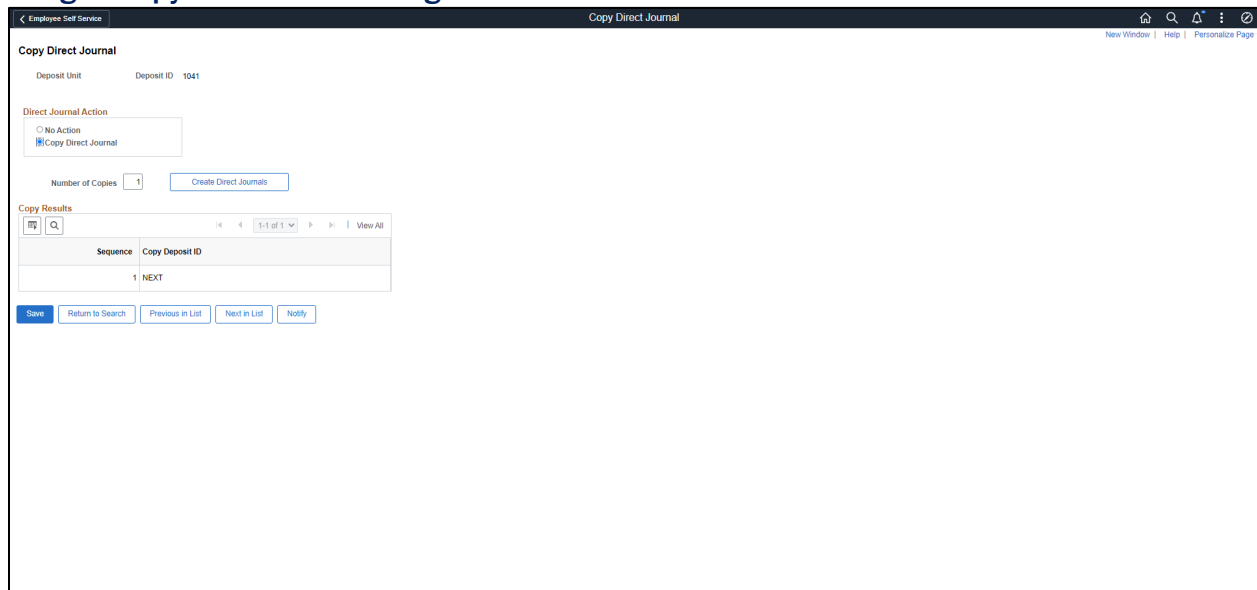 Employee Self Service Copy Direct Journal
New Window | Help | Personalize Page
Copy Direct Journal
Deposit Unit Deposit ID 1041
Direct Journal Action
No Action
Copy Direct Journal
Number of Copies 1 Create Direct Journals
Copy Results
1-1 of 1 | View All
Sequence Copy Deposit ID
1 NEXT
Save Return to Search Previous in List Next in List Notify